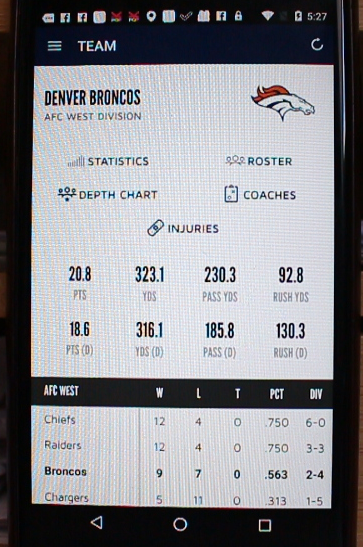 5:27
TEAM
DENVER BRONCOS
AFC WEST DIVISION
STATISTICS ROSTER
DEPTH CHART COACHES
INJURIES
20.8 323.1 230.3 92.8
PTS YDS PASS YDS RUSH YDS
18.6 316.1 185.8 130.3
PTS (D) YDS (D) PASS (D) RUSH (D)
AFC WEST W L T PCT DIV
Chiefs 12 4 0 .750 6-0
Raiders 12 4 0 .750 3-3
Broncos 9 7 0 .563 2-4
Chargers 5 11 0 .313 1-5